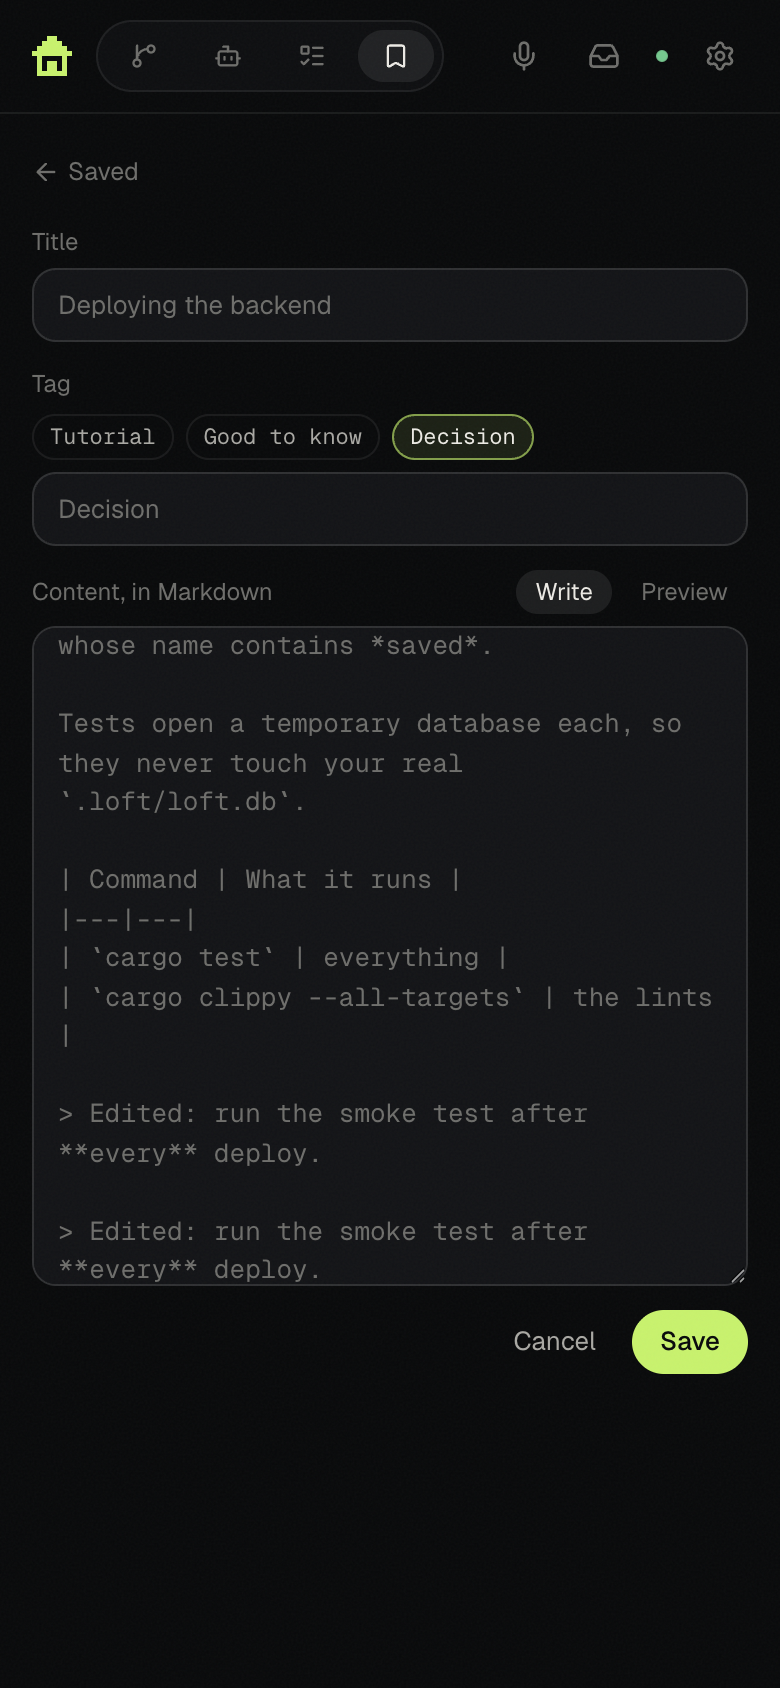 Saved
Title
Deploying the backend
Tag
Tutorial
Good to know
Decision
Decision
Content, in Markdown
Write
Preview
whose name contains *saved*.
Tests open a temporary database each, so
they never touch your real
`.loft/loft.db`.
| Command | What it runs |
|---|---|
| `cargo test` | everything |
| `cargo clippy --all-targets` | the lints
|
> Edited: run the smoke test after
**every** deploy.
> Edited: run the smoke test after
**every** deploy.
Cancel
Save